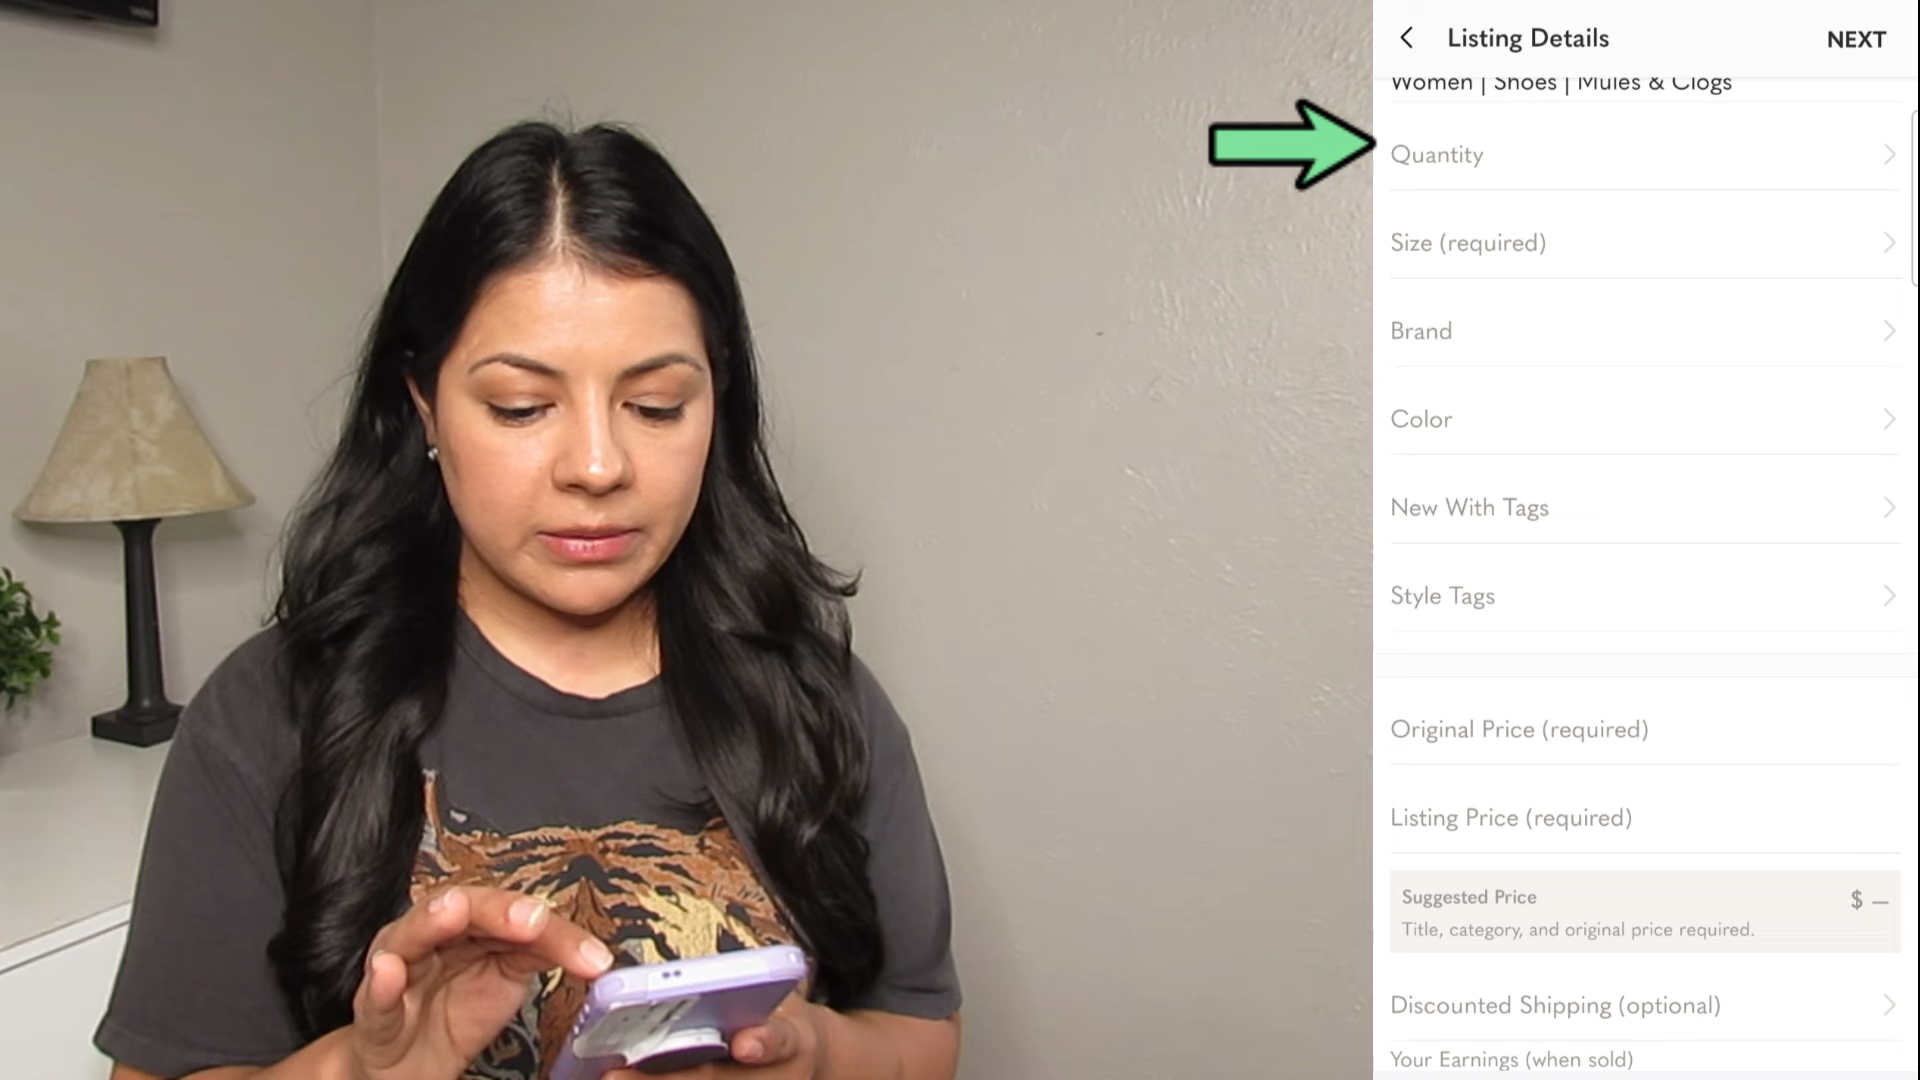 Listing Details
NEXT
Women | Shoes | Mules & Clogs
Quantity
Size (required)
Brand
Color
New With Tags
Style Tags
Original Price (required)
Listing Price (required)
Suggested Price
$ –
Title, category, and original price required.
Discounted Shipping (optional)
Your Earnings (when sold)